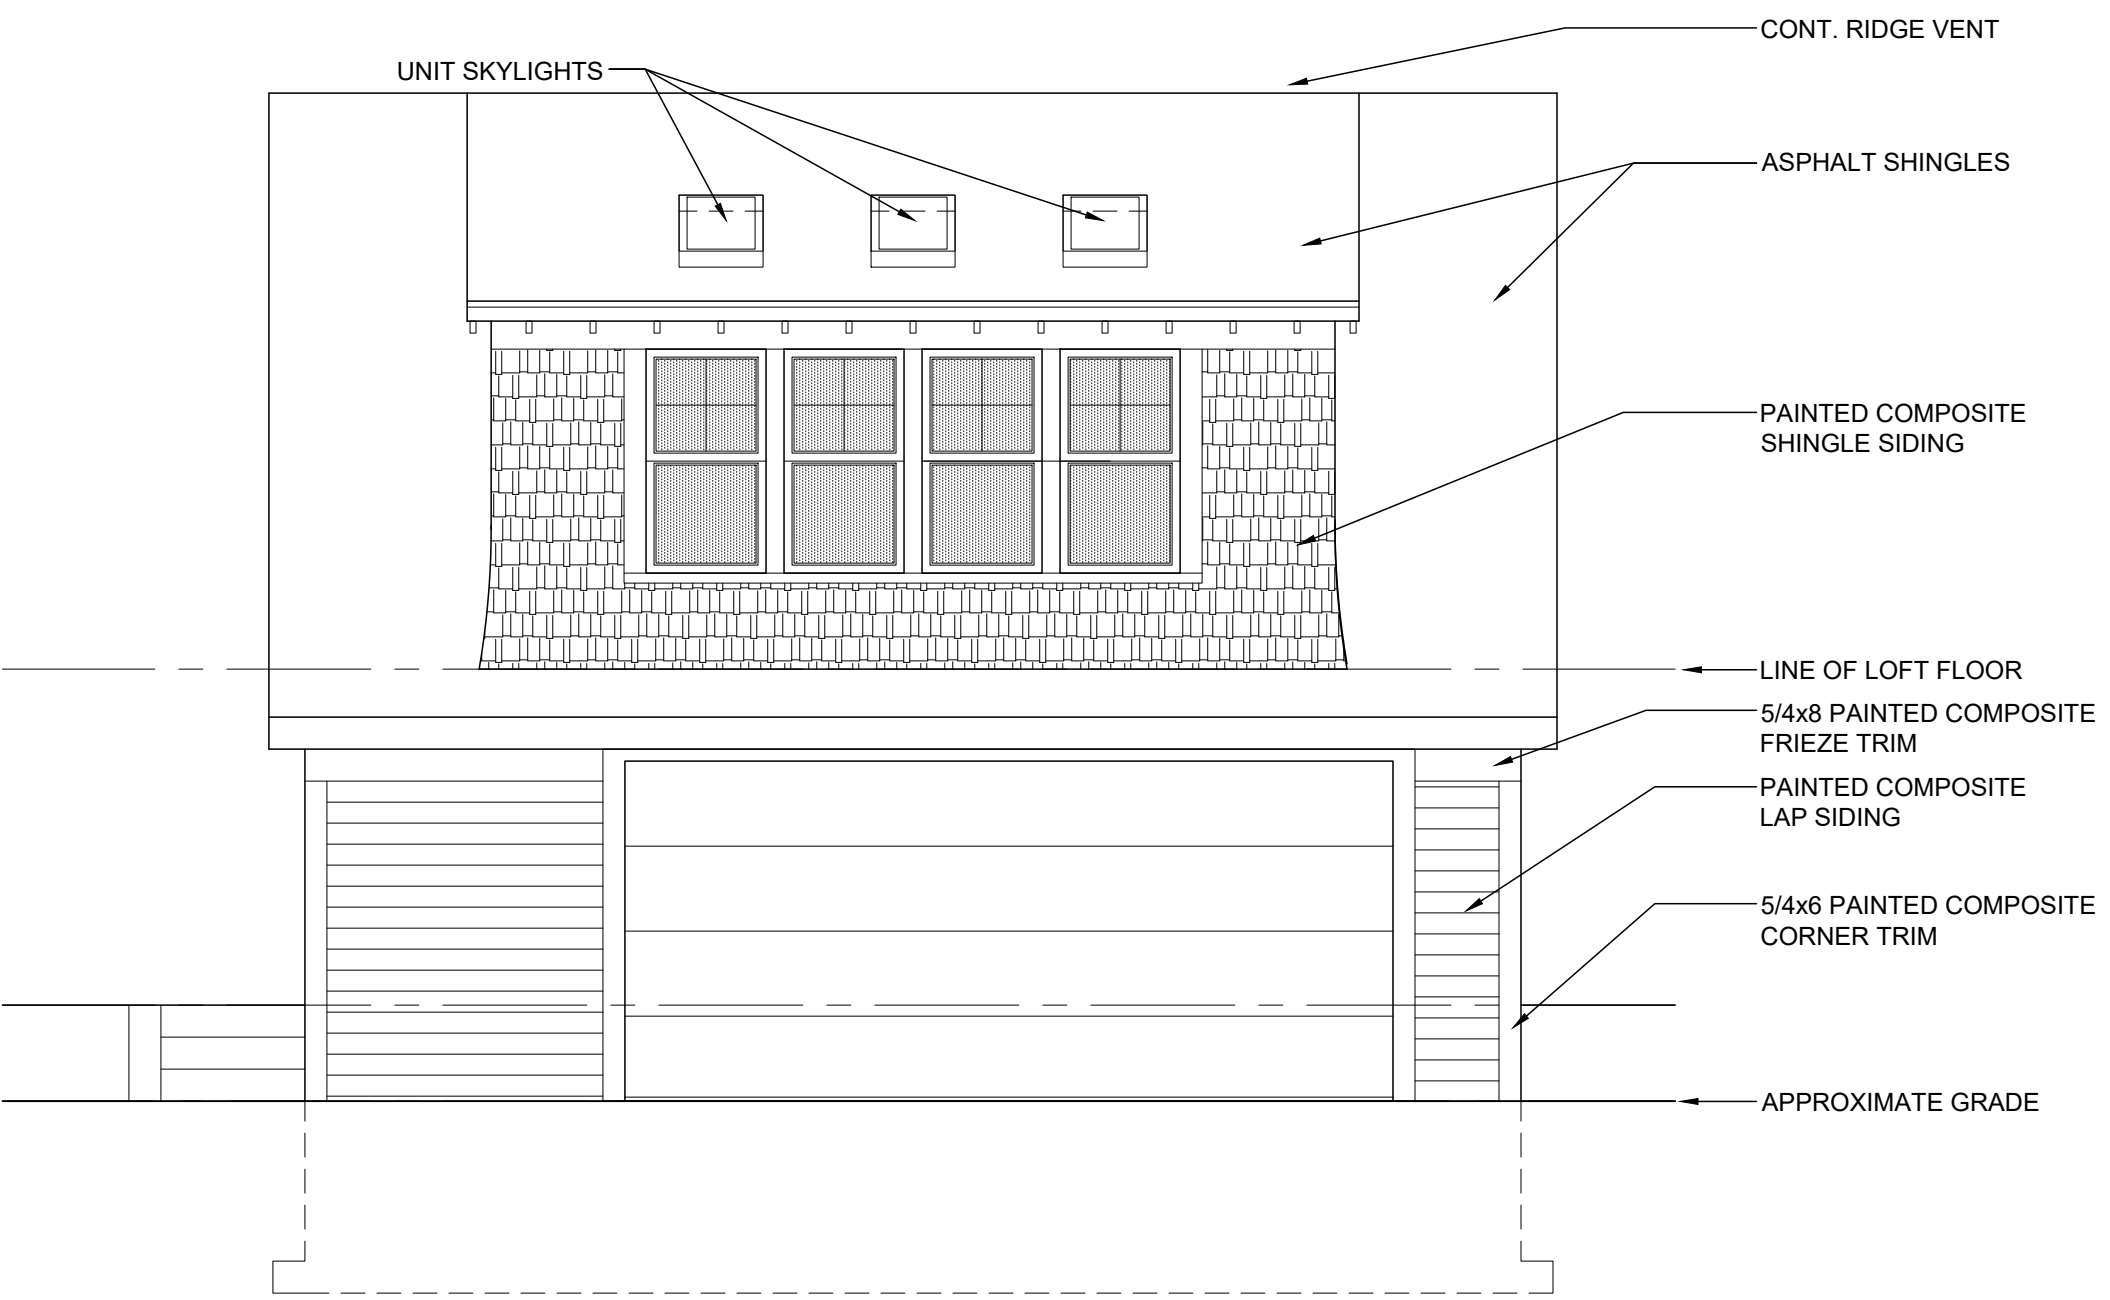 CONT. RIDGE VENT
UNIT SKYLIGHTS
ASPHALT SHINGLES
PAINTED COMPOSITE
SHINGLE SIDING
LINE OF LOFT FLOOR
5/4x8 PAINTED COMPOSITE
FRIEZE TRIM
PAINTED COMPOSITE
LAP SIDING
5/4x6 PAINTED COMPOSITE
CORNER TRIM
APPROXIMATE GRADE